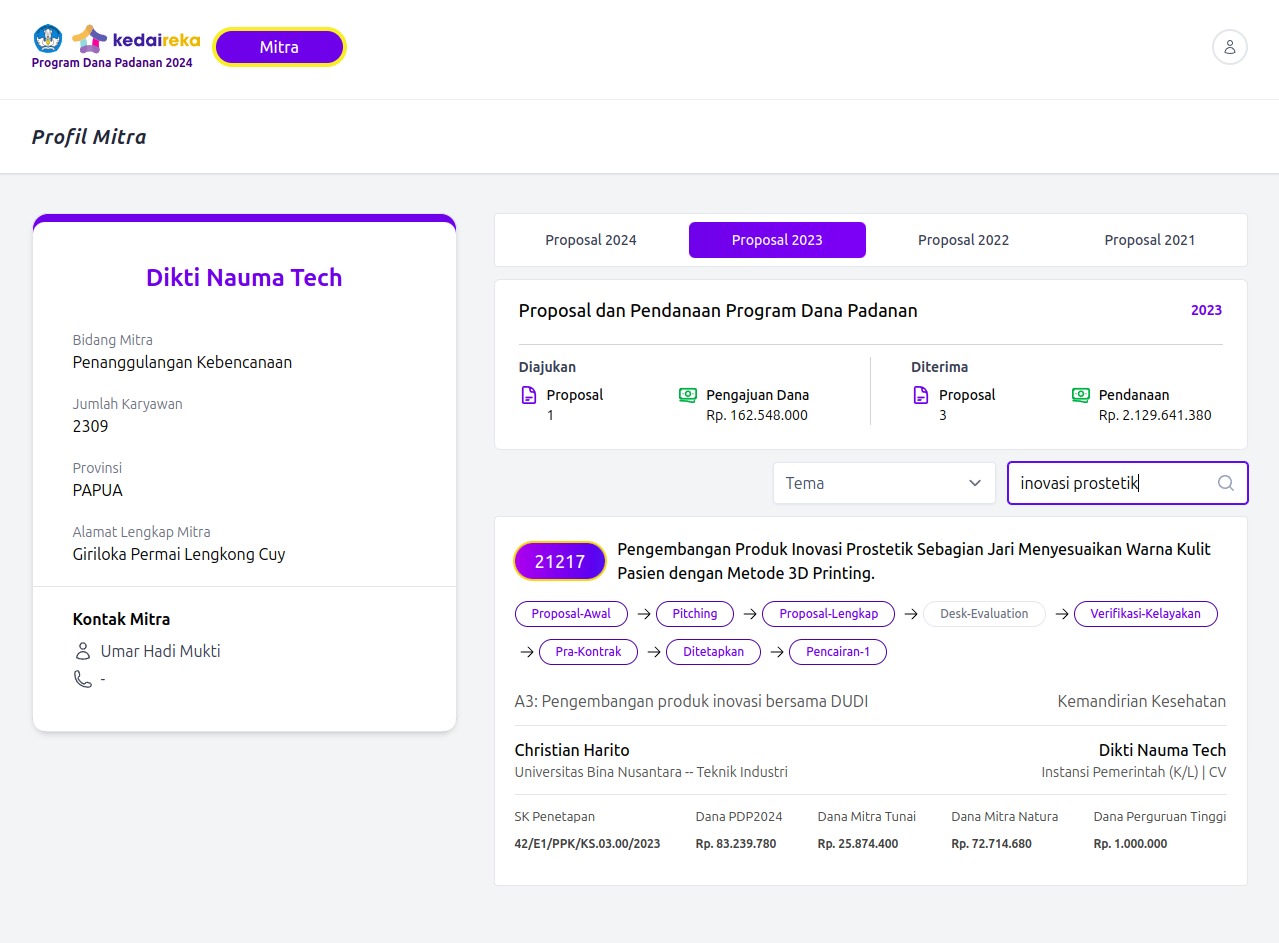 kedaireka
Program Dana Padanan 2024
Mitra
Profil Mitra
Dikti Nauma Tech
Bidang Mitra
Penanggulangan Kebencanaan
Jumlah Karyawan
2309
Provinsi
PAPUA
Alamat Lengkap Mitra
Giriloka Permai Lengkong Cuy
Kontak Mitra
Umar Hadi Mukti
-
Proposal 2024 Proposal 2023 Proposal 2022 Proposal 2021
Proposal dan Pendanaan Program Dana Padanan 2023
Diajukan Diterima
Proposal Pengajuan Dana Proposal Pendanaan
1 Rp. 162.548.000 3 Rp. 2.129.641.380
Tema inovasi prostetik
21217
Pengembangan Produk Inovasi Prostetik Sebagian Jari Menyesuaikan Warna Kulit
Pasien dengan Metode 3D Printing.
Proposal-Awal → Pitching → Proposal-Lengkap → Desk-Evaluation → Verifikasi-Kelayakan
→ Pra-Kontrak → Ditetapkan → Pencairan-1
A3: Pengembangan produk inovasi bersama DUDI Kemandirian Kesehatan
Christian Harito Dikti Nauma Tech
Universitas Bina Nusantara -- Teknik Industri Instansi Pemerintah (K/L) | CV
SK Penetapan Dana PDP2024 Dana Mitra Tunai Dana Mitra Natura Dana Perguruan Tinggi
42/E1/PPK/KS.03.00/2023 Rp. 83.239.780 Rp. 25.874.400 Rp. 72.714.680 Rp. 1.000.000